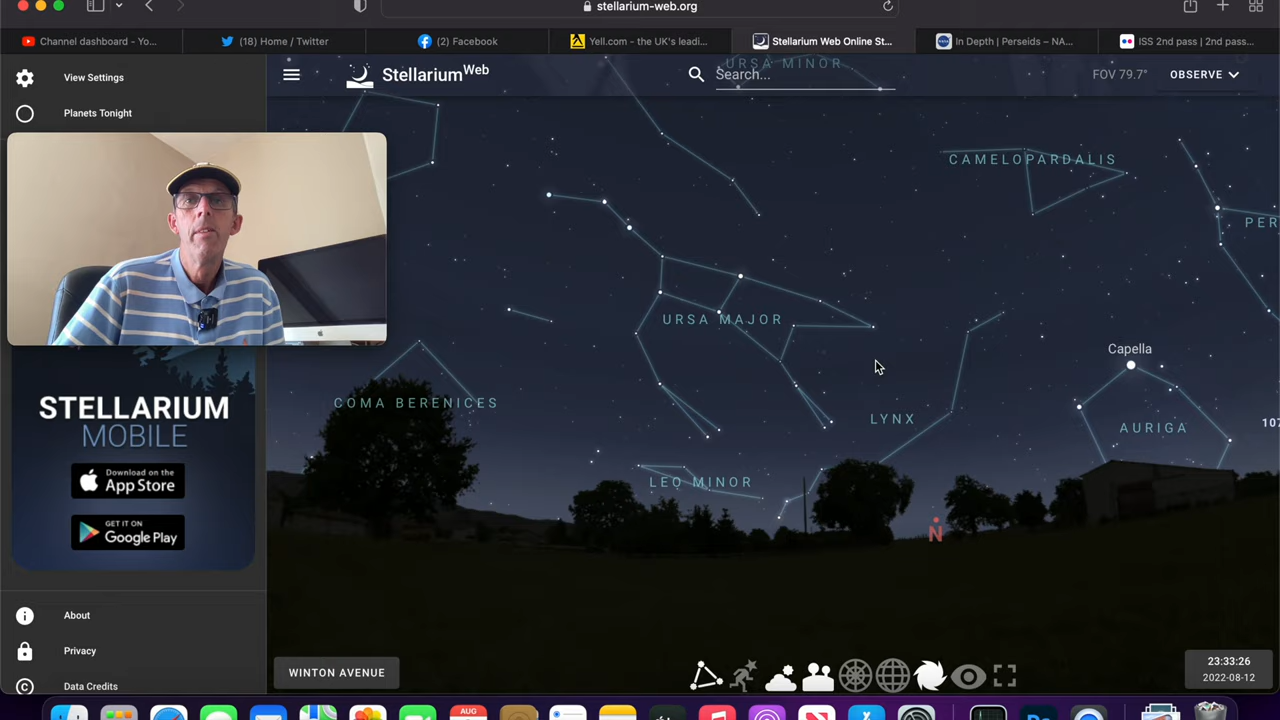 stellarium-web.org
Channel dashboard - Yo...
(18) Home / Twitter
(2) Facebook
Yell.com - the UK's leadi...
Stellarium Web Online St...
In Depth | Perseids – NA...
ISS 2nd pass | 2nd pass...
View Settings
Planets Tonight
StellariumWeb
Search...
URSA MINOR
FOV 79.7°
OBSERVE
CAMELOPARDALIS
PER
URSA MAJOR
Capella
COMA BERENICES
LYNX
AURIGA
107
LEO MINOR
N
STELLARIUM
MOBILE
Download on the
App Store
GET IT ON
Google Play
About
Privacy
Data Credits
WINTON AVENUE
23:33:26
2022-08-12
AUG